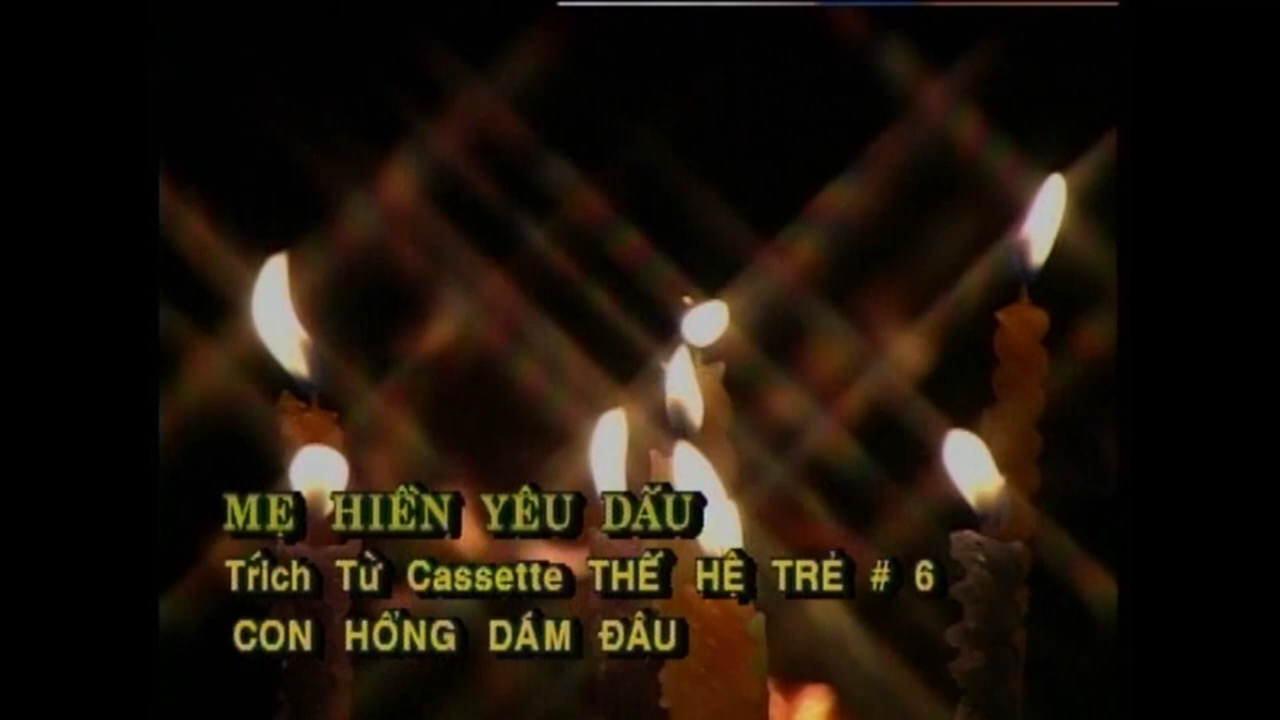 MẸ HIỀN YÊU DẤU
Trích Từ Cassette THẾ HỆ TRẺ # 6
CON HỔNG DÁM ĐÂU